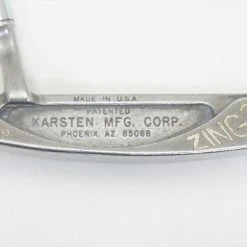 MADE IN U.S.A.
PATENTED
KARSTEN MFG. CORP.
PHOENIX, AZ. 85068
ZING